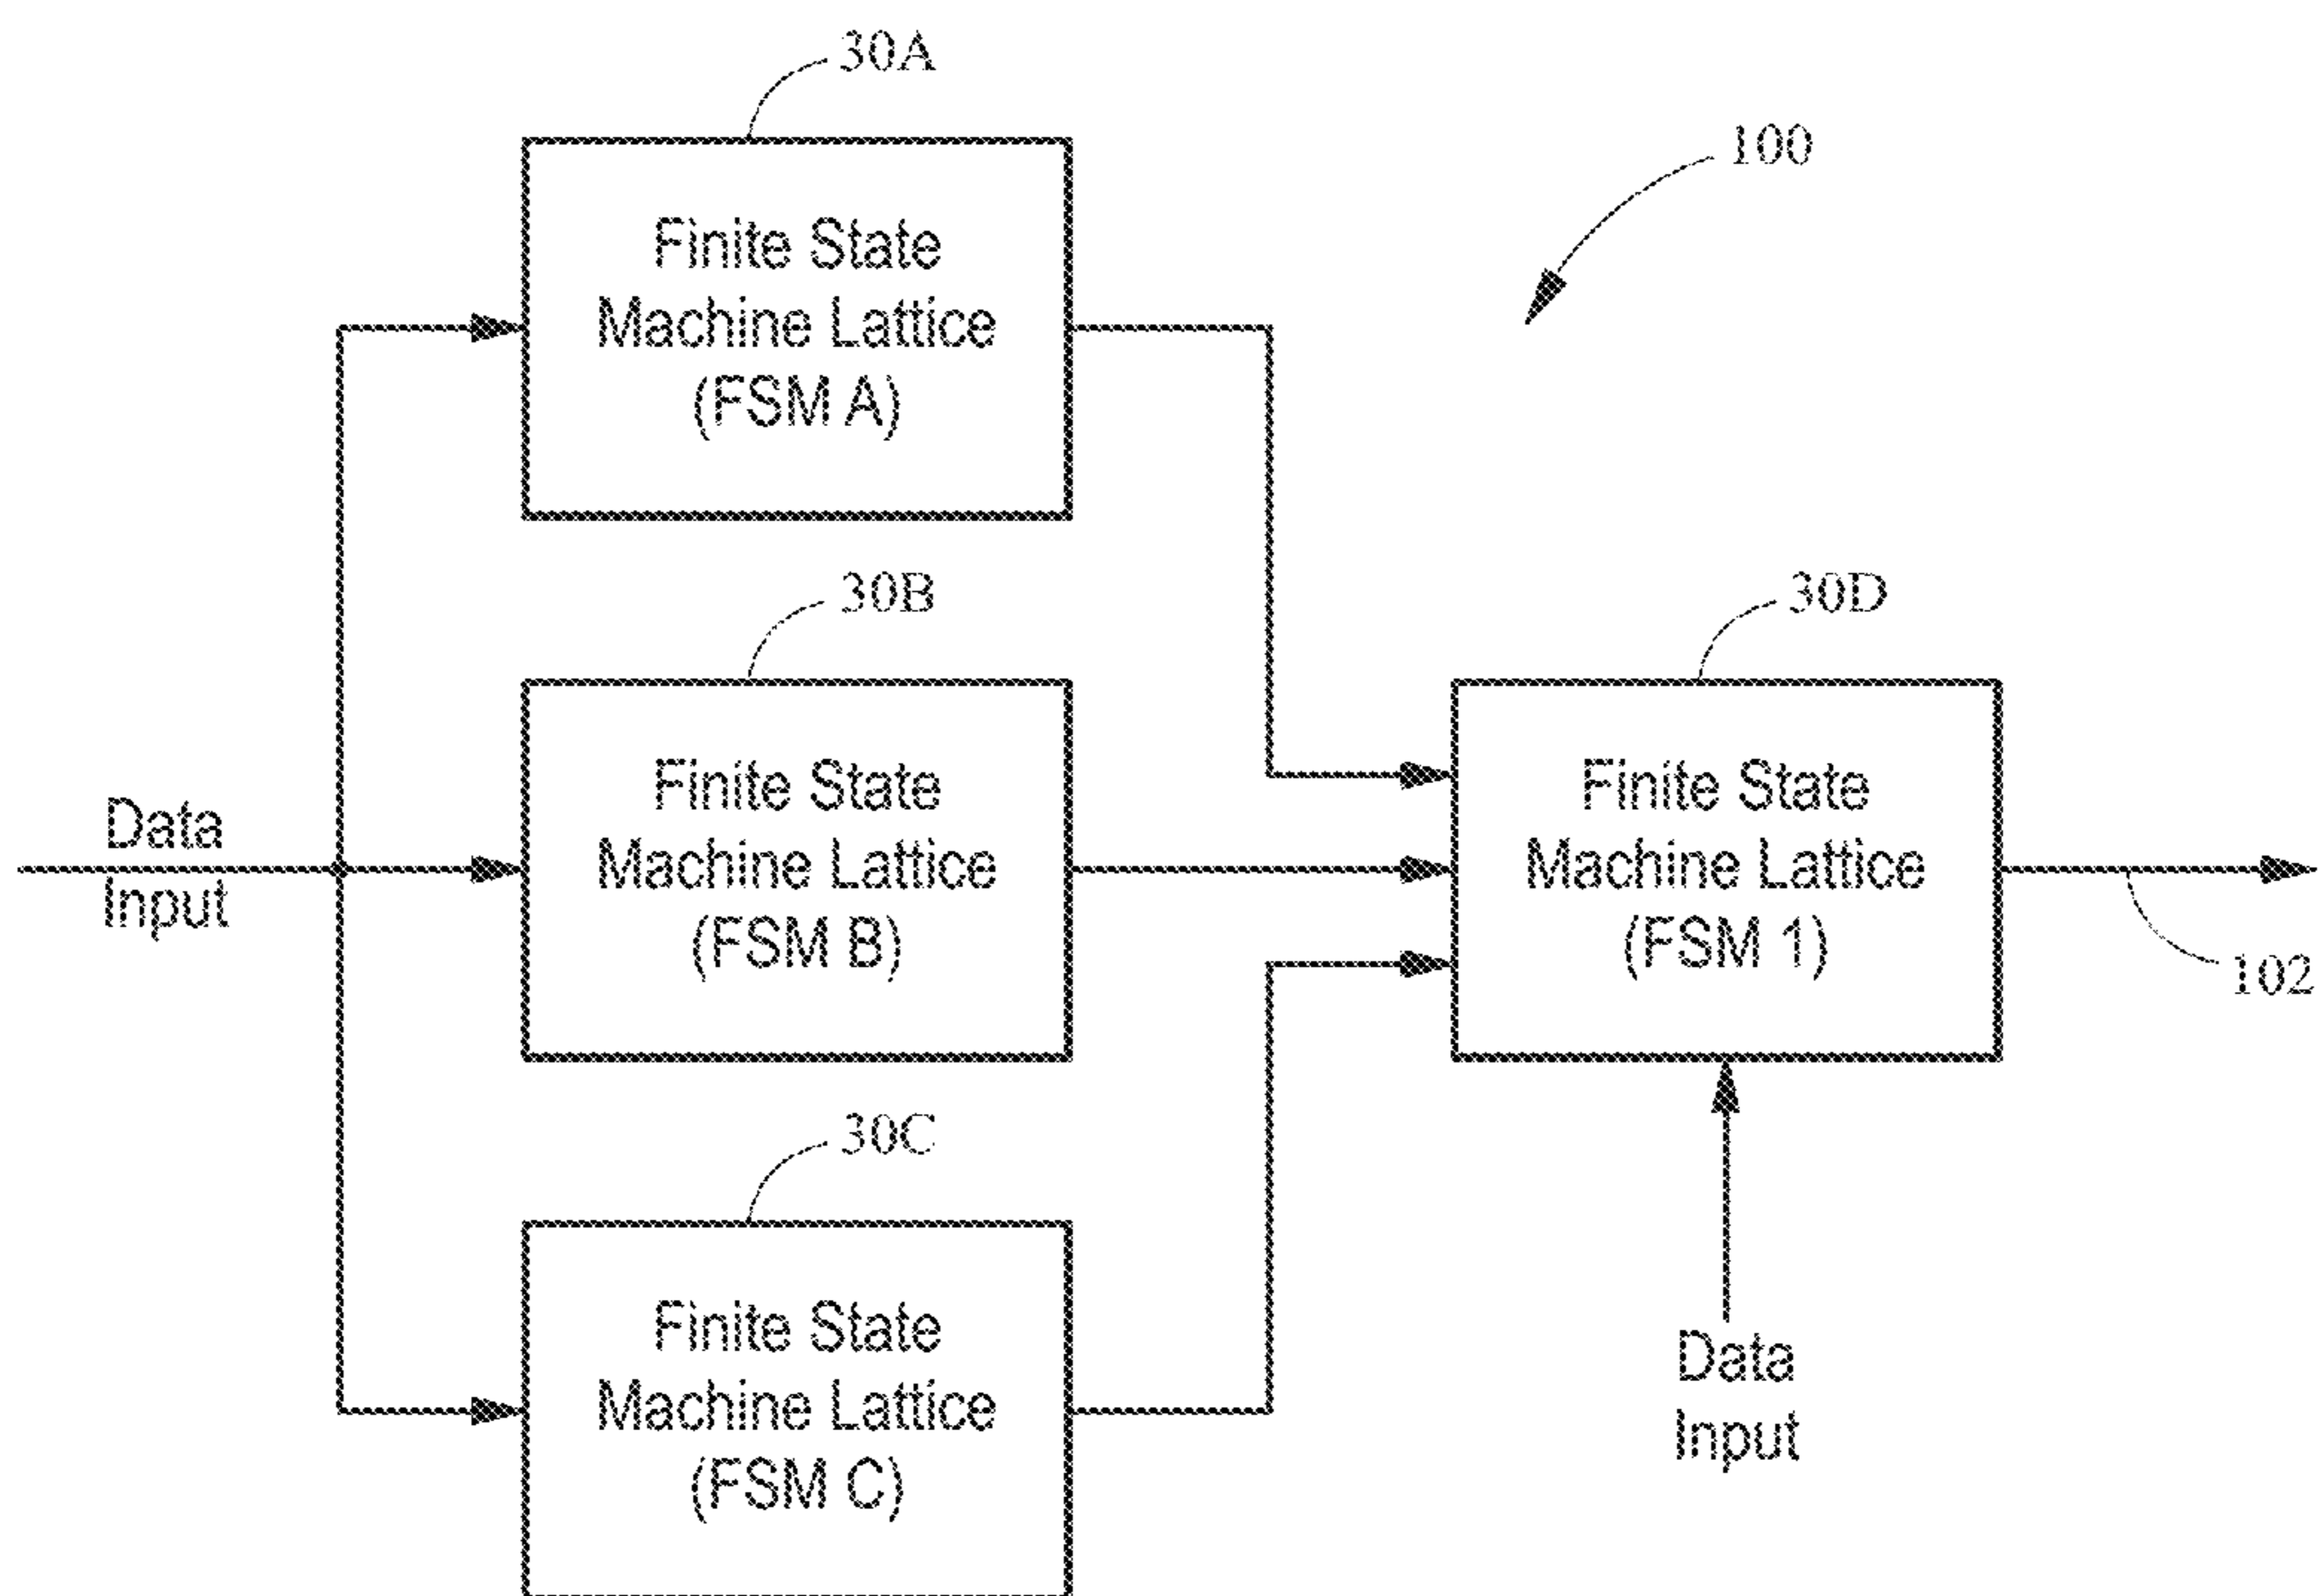 30A
100
Finite State
Machine Lattice
(FSM A)
30B
30D
Finite State
Machine Lattice
(FSM B)
Finite State
Machine Lattice
(FSM 1)
Data
Input
102
30C
Finite State
Machine Lattice
(FSM C)
Data
Input